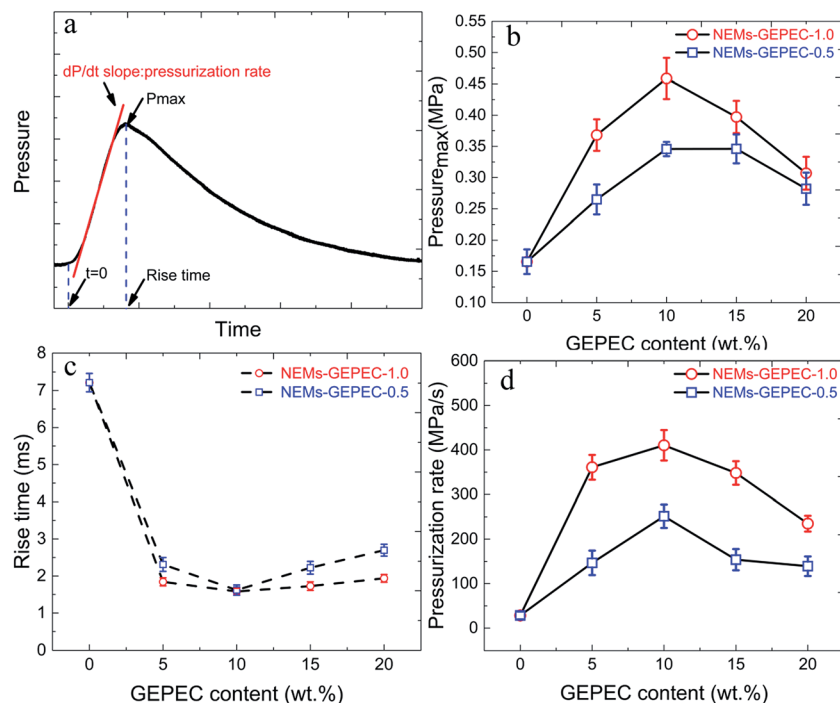 a
dP/dt slope:pressurization rate
Pmax
t=0
Rise time
Pressure
Time
b
NEMs-GEPEC-1.0
NEMs-GEPEC-0.5
Pressuremax(MPa)
0.55
0.50
0.45
0.40
0.35
0.30
0.25
0.20
0.15
0.10
0 5 10 15 20
GEPEC content (wt.%)
c
NEMs-GEPEC-1.0
NEMs-GEPEC-0.5
Rise time (ms)
8
7
6
5
4
3
2
1
0
0 5 10 15 20
GEPEC content (wt.%)
d
NEMs-GEPEC-1.0
NEMs-GEPEC-0.5
Pressurization rate (MPa/s)
600
500
400
300
200
100
0
0 5 10 15 20
GEPEC content (wt.%)